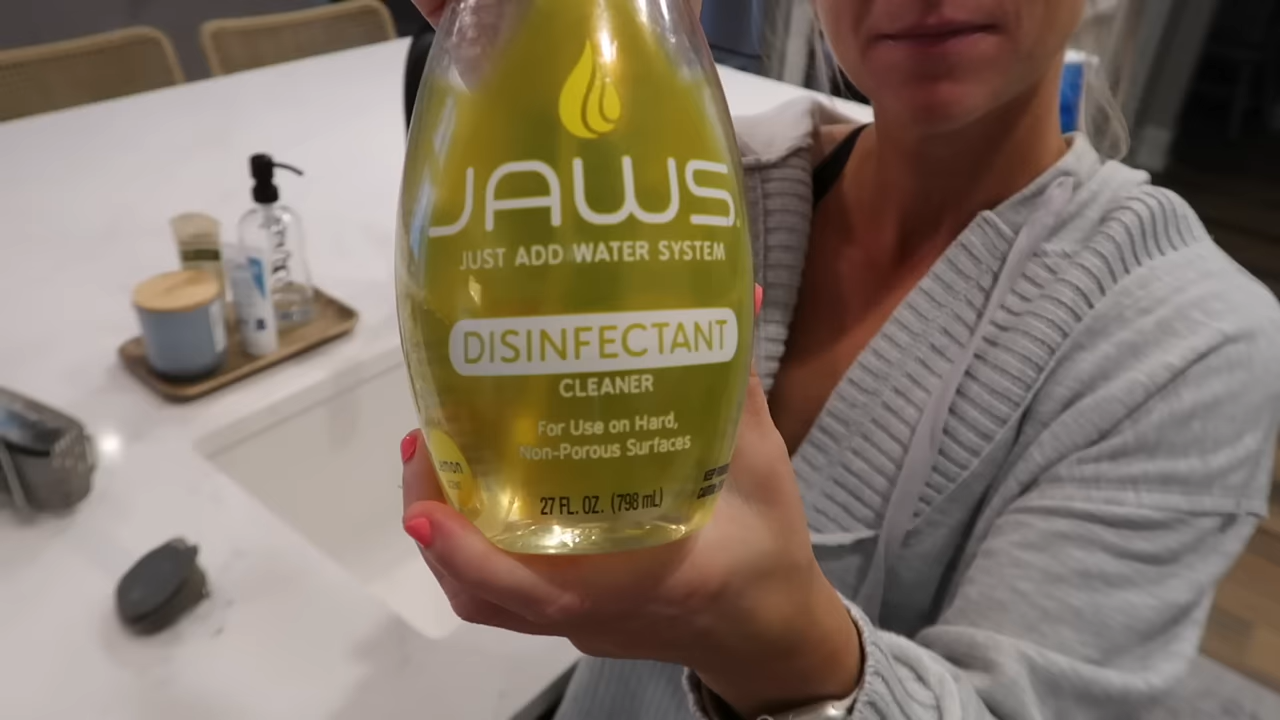 JAWS
JUST ADD WATER SYSTEM
DISINFECTANT
CLEANER
For Use on Hard,
Non-Porous Surfaces
lemon
27 FL. OZ. (798 mL)